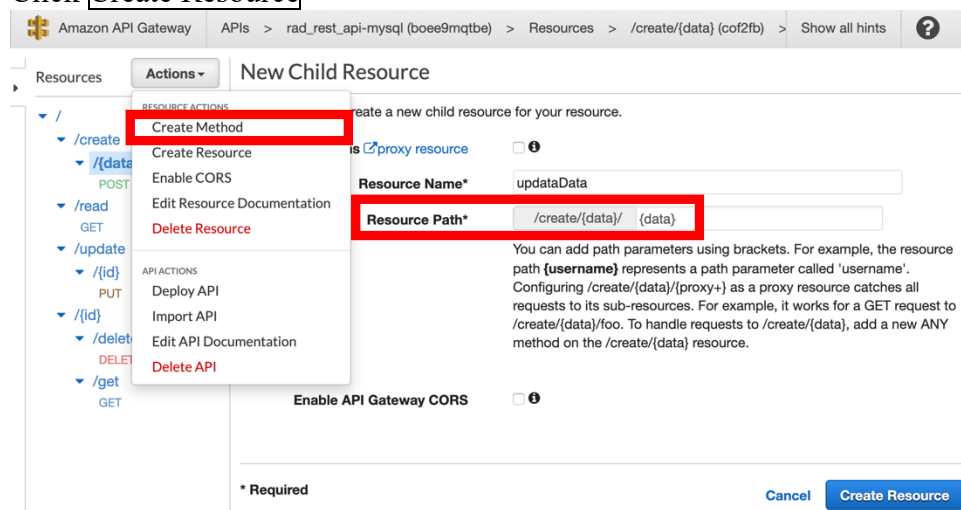 Click Create Resource
Amazon API Gateway APIs > rad_rest_api-mysql (boee9mqtbe) > Resources > /create/{data} (cof2fb) > Show all hints ?
Resources Actions New Child Resource
RESOURCE ACTIONS
Create Method
Create Resource
Enable CORS
Edit Resource Documentation
Delete Resource
API ACTIONS
Deploy API
Import API
Edit API Documentation
Delete API
/
/create
/{data
POST
/read
GET
/update
/{id}
PUT
/{id}
/delet
DELET
/get
GET
reate a new child resource for your resource.
s proxy resource
Resource Name* updataData
Resource Path* /create/{data}/ {data}
You can add path parameters using brackets. For example, the resource
path {username} represents a path parameter called 'username'.
Configuring /create/{data}/{proxy+} as a proxy resource catches all
requests to its sub-resources. For example, it works for a GET request to
/create/{data}/foo. To handle requests to /create/{data}, add a new ANY
method on the /create/{data} resource.
Enable API Gateway CORS
* Required
Cancel Create Resource